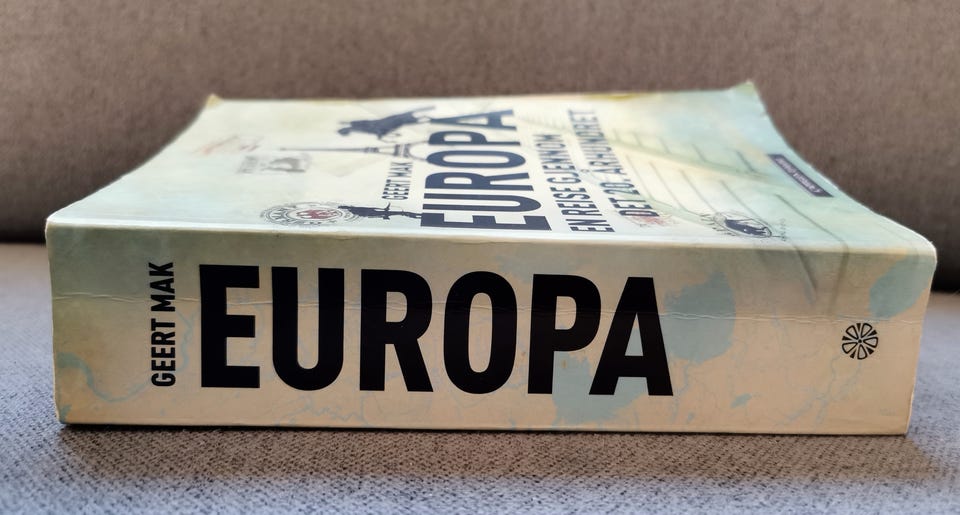 GEERT MAK
EUROPA
EN REISE GJENNOM
DET 20. ÅRHUNDRET
GEERT MAK
EUROPA